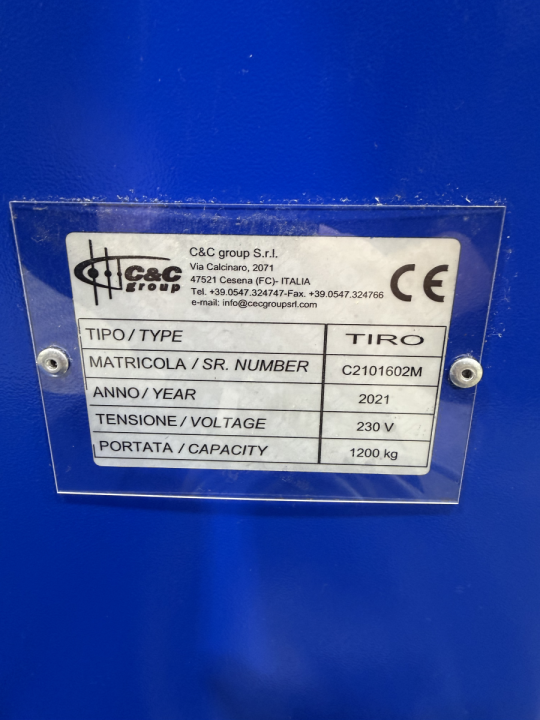 C&C
group
C&C group S.r.l.
Via Calcinaro, 2071
47521 Cesena (FC)- ITALIA
Tel. +39.0547.324747-Fax. +39.0547.324766
e-mail: info@cecgroupsrl.com
CE
TIPO/TYPE TIRO
MATRICOLA / SR. NUMBER C2101602M
ANNO/YEAR 2021
TENSIONE/VOLTAGE 230 V
PORTATA / CAPACITY 1200 kg